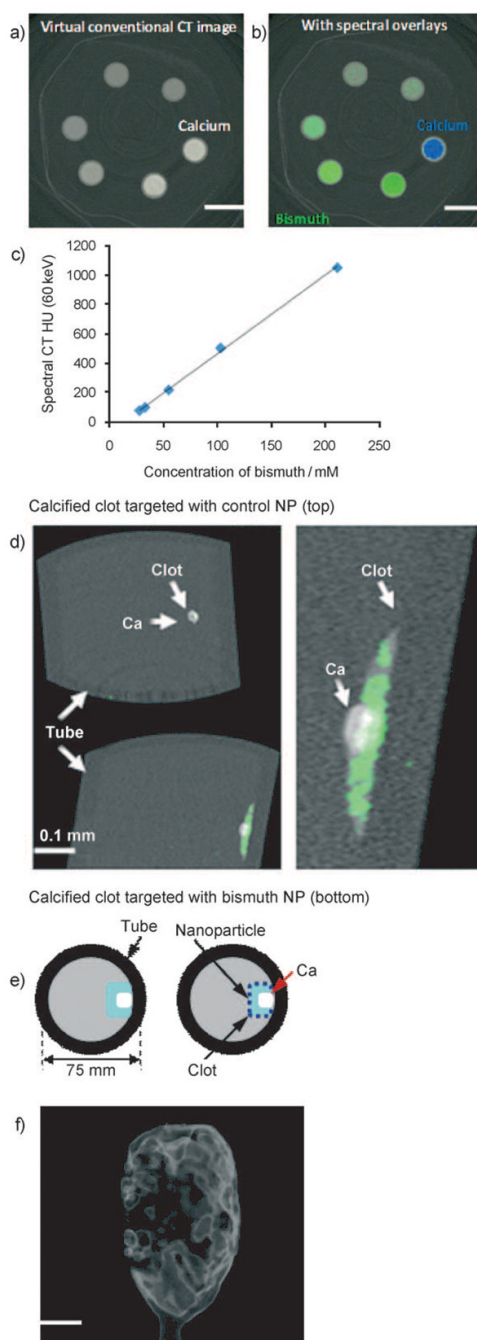 a)
Virtual conventional CT image
Calcium
b)
With spectral overlays
Calcium
Bismuth
c)
Spectral CT HU (60 keV)
1200
1000
800
600
400
200
0
0
50
100
150
200
250
Concentration of bismuth / mM
Calcified clot targeted with control NP (top)
d)
Clot
Ca
Tube
0.1 mm
Clot
Ca
Calcified clot targeted with bismuth NP (bottom)
e)
Tube
Nanoparticle
Ca
Clot
75 mm
f)